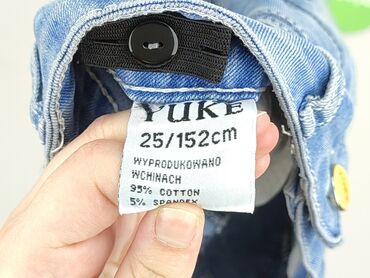 YUKE
25/152cm
WYPRODUKOWANO
WCHINACH
95% COTTON
5% SPANDEX